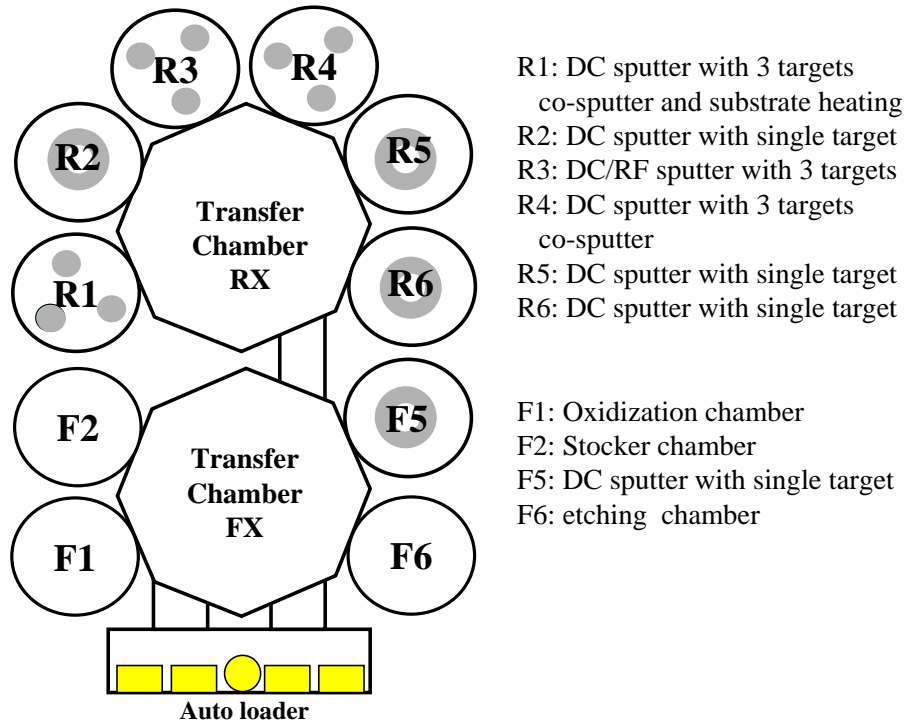 R3
R4
R2
R5
Transfer
Chamber
RX
R1
R6
F2
F5
Transfer
Chamber
FX
F1
F6
Auto loader
R1: DC sputter with 3 targets
co-sputter and substrate heating
R2: DC sputter with single target
R3: DC/RF sputter with 3 targets
R4: DC sputter with 3 targets
co-sputter
R5: DC sputter with single target
R6: DC sputter with single target
F1: Oxidization chamber
F2: Stocker chamber
F5: DC sputter with single target
F6: etching chamber